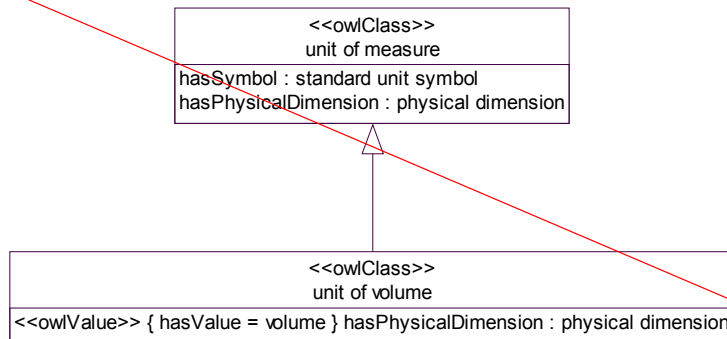 <<owlClass>>
unit of measure
hasSymbol : standard unit symbol
hasPhysicalDimension : physical dimension
<<owlClass>>
unit of volume
<<owlValue>> { hasValue = volume } hasPhysicalDimension : physical dimension